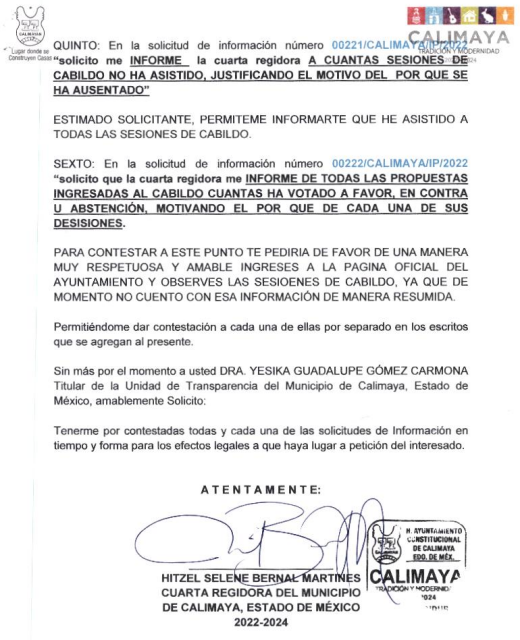 CALIMAYA
TRADICIÓN Y MODERNIDAD
Lugar donde se
Construyen Casas
QUINTO: En la solicitud de información número 00221/CALIMAYA/IP/2022
“solicito me INFORME la cuarta regidora A CUANTAS SESIONES DE
CABILDO NO HA ASISTIDO, JUSTIFICANDO EL MOTIVO DEL POR QUE SE
HA AUSENTADO”
ESTIMADO SOLICITANTE, PERMITEME INFORMARTE QUE HE ASISTIDO A
TODAS LAS SESIONES DE CABILDO.
SEXTO: En la solicitud de información número 00222/CALIMAYA/IP/2022
“solicito que la cuarta regidora me INFORME DE TODAS LAS PROPUESTAS
INGRESADAS AL CABILDO CUANTAS HA VOTADO A FAVOR, EN CONTRA
U ABSTENCIÓN, MOTIVANDO EL POR QUE DE CADA UNA DE SUS
DESISIONES.
PARA CONTESTAR A ESTE PUNTO TE PEDIRIA DE FAVOR DE UNA MANERA
MUY RESPETUOSA Y AMABLE INGRESES A LA PAGINA OFICIAL DEL
AYUNTAMIENTO Y OBSERVES LAS SESIOENES DE CABILDO, YA QUE DE
MOMENTO NO CUENTO CON ESA INFORMACIÓN DE MANERA RESUMIDA.
Permitiéndome dar contestación a cada una de ellas por separado en los escritos
que se agregan al presente.
Sin más por el momento a usted DRA. YESIKA GUADALUPE GÓMEZ CARMONA
Titular de la Unidad de Transparencia del Municipio de Calimaya, Estado de
México, amablemente Solicito:
Tenerme por contestadas todas y cada una de las solicitudes de Información en
tiempo y forma para los efectos legales a que haya lugar a petición del interesado.
ATENTAMENTE:
H. AYUNTAMIENTO
CONSTITUCIONAL
DE CALIMAYA
EDO. DE MÉX.
CALIMAYA
TRADICIÓN Y MODERNID
HITZEL SELENE BERNAL MARTINES
CUARTA REGIDORA DEL MUNICIPIO
DE CALIMAYA, ESTADO DE MÉXICO
2022-2024